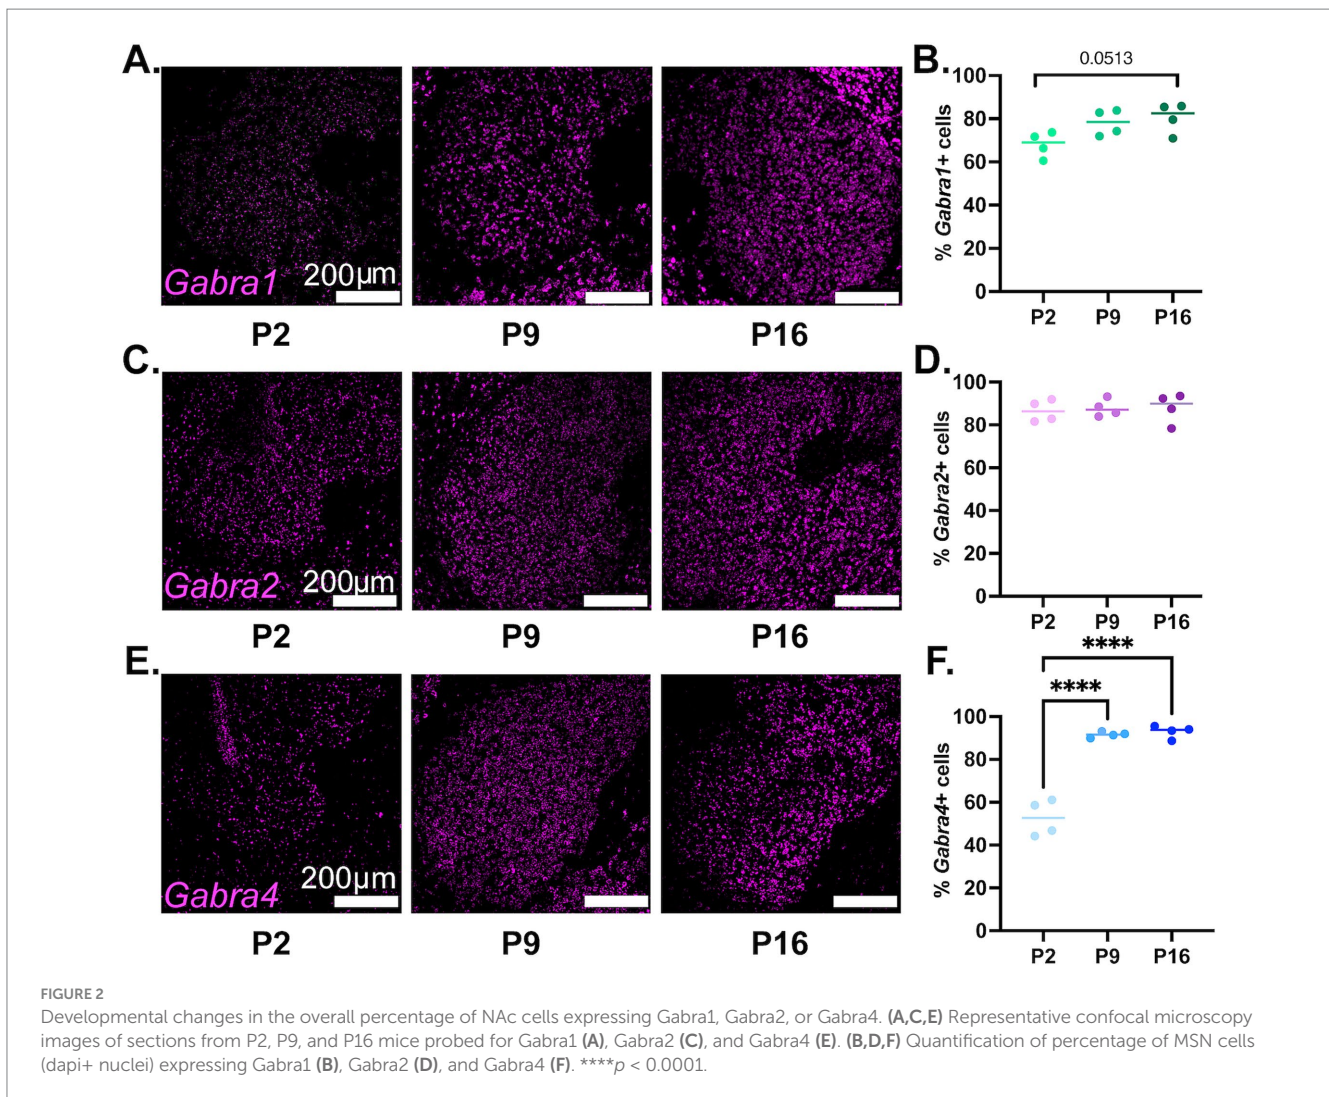 A.
Gabra1
200μm
P2
P9
P16
B.
0.0513
% Gabra1+ cells
100
80
60
40
20
0
P2
P9
P16
C.
Gabra2
200μm
P2
P9
P16
D.
% Gabra2+ cells
100
80
60
40
20
0
P2
P9
P16
E.
Gabra4
200μm
P2
P9
P16
F.
****
****
% Gabra4+ cells
100
80
60
40
20
0
P2
P9
P16
FIGURE 2
Developmental changes in the overall percentage of NAc cells expressing Gabra1, Gabra2, or Gabra4. (A,C,E) Representative confocal microscopy
images of sections from P2, P9, and P16 mice probed for Gabra1 (A), Gabra2 (C), and Gabra4 (E). (B,D,F) Quantification of percentage of MSN cells
(dapi+ nuclei) expressing Gabra1 (B), Gabra2 (D), and Gabra4 (F). ****p < 0.0001.